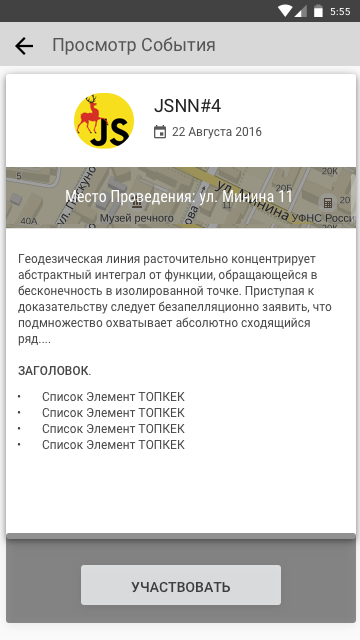 5:55
Просмотр События
JS
JSNN#4
22 Августа 2016
20К
ул. Минина
20Б
11
40А
Музей речного
УФНС Росси
Место Проведения: ул. Минина 11
Геодезическая линия расточительно концентрирует
абстрактный интеграл от функции, обращающейся в
бесконечность в изолированной точке. Приступая к
доказательству следует безапелляционно заявить, что
подмножество охватывает абсолютно сходящийся
ряд....
ЗАГОЛОВОК.
• Список Элемент ТОПКЕК
• Список Элемент ТОПКЕК
• Список Элемент ТОПКЕК
• Список Элемент ТОПКЕК
УЧАСТВОВАТЬ